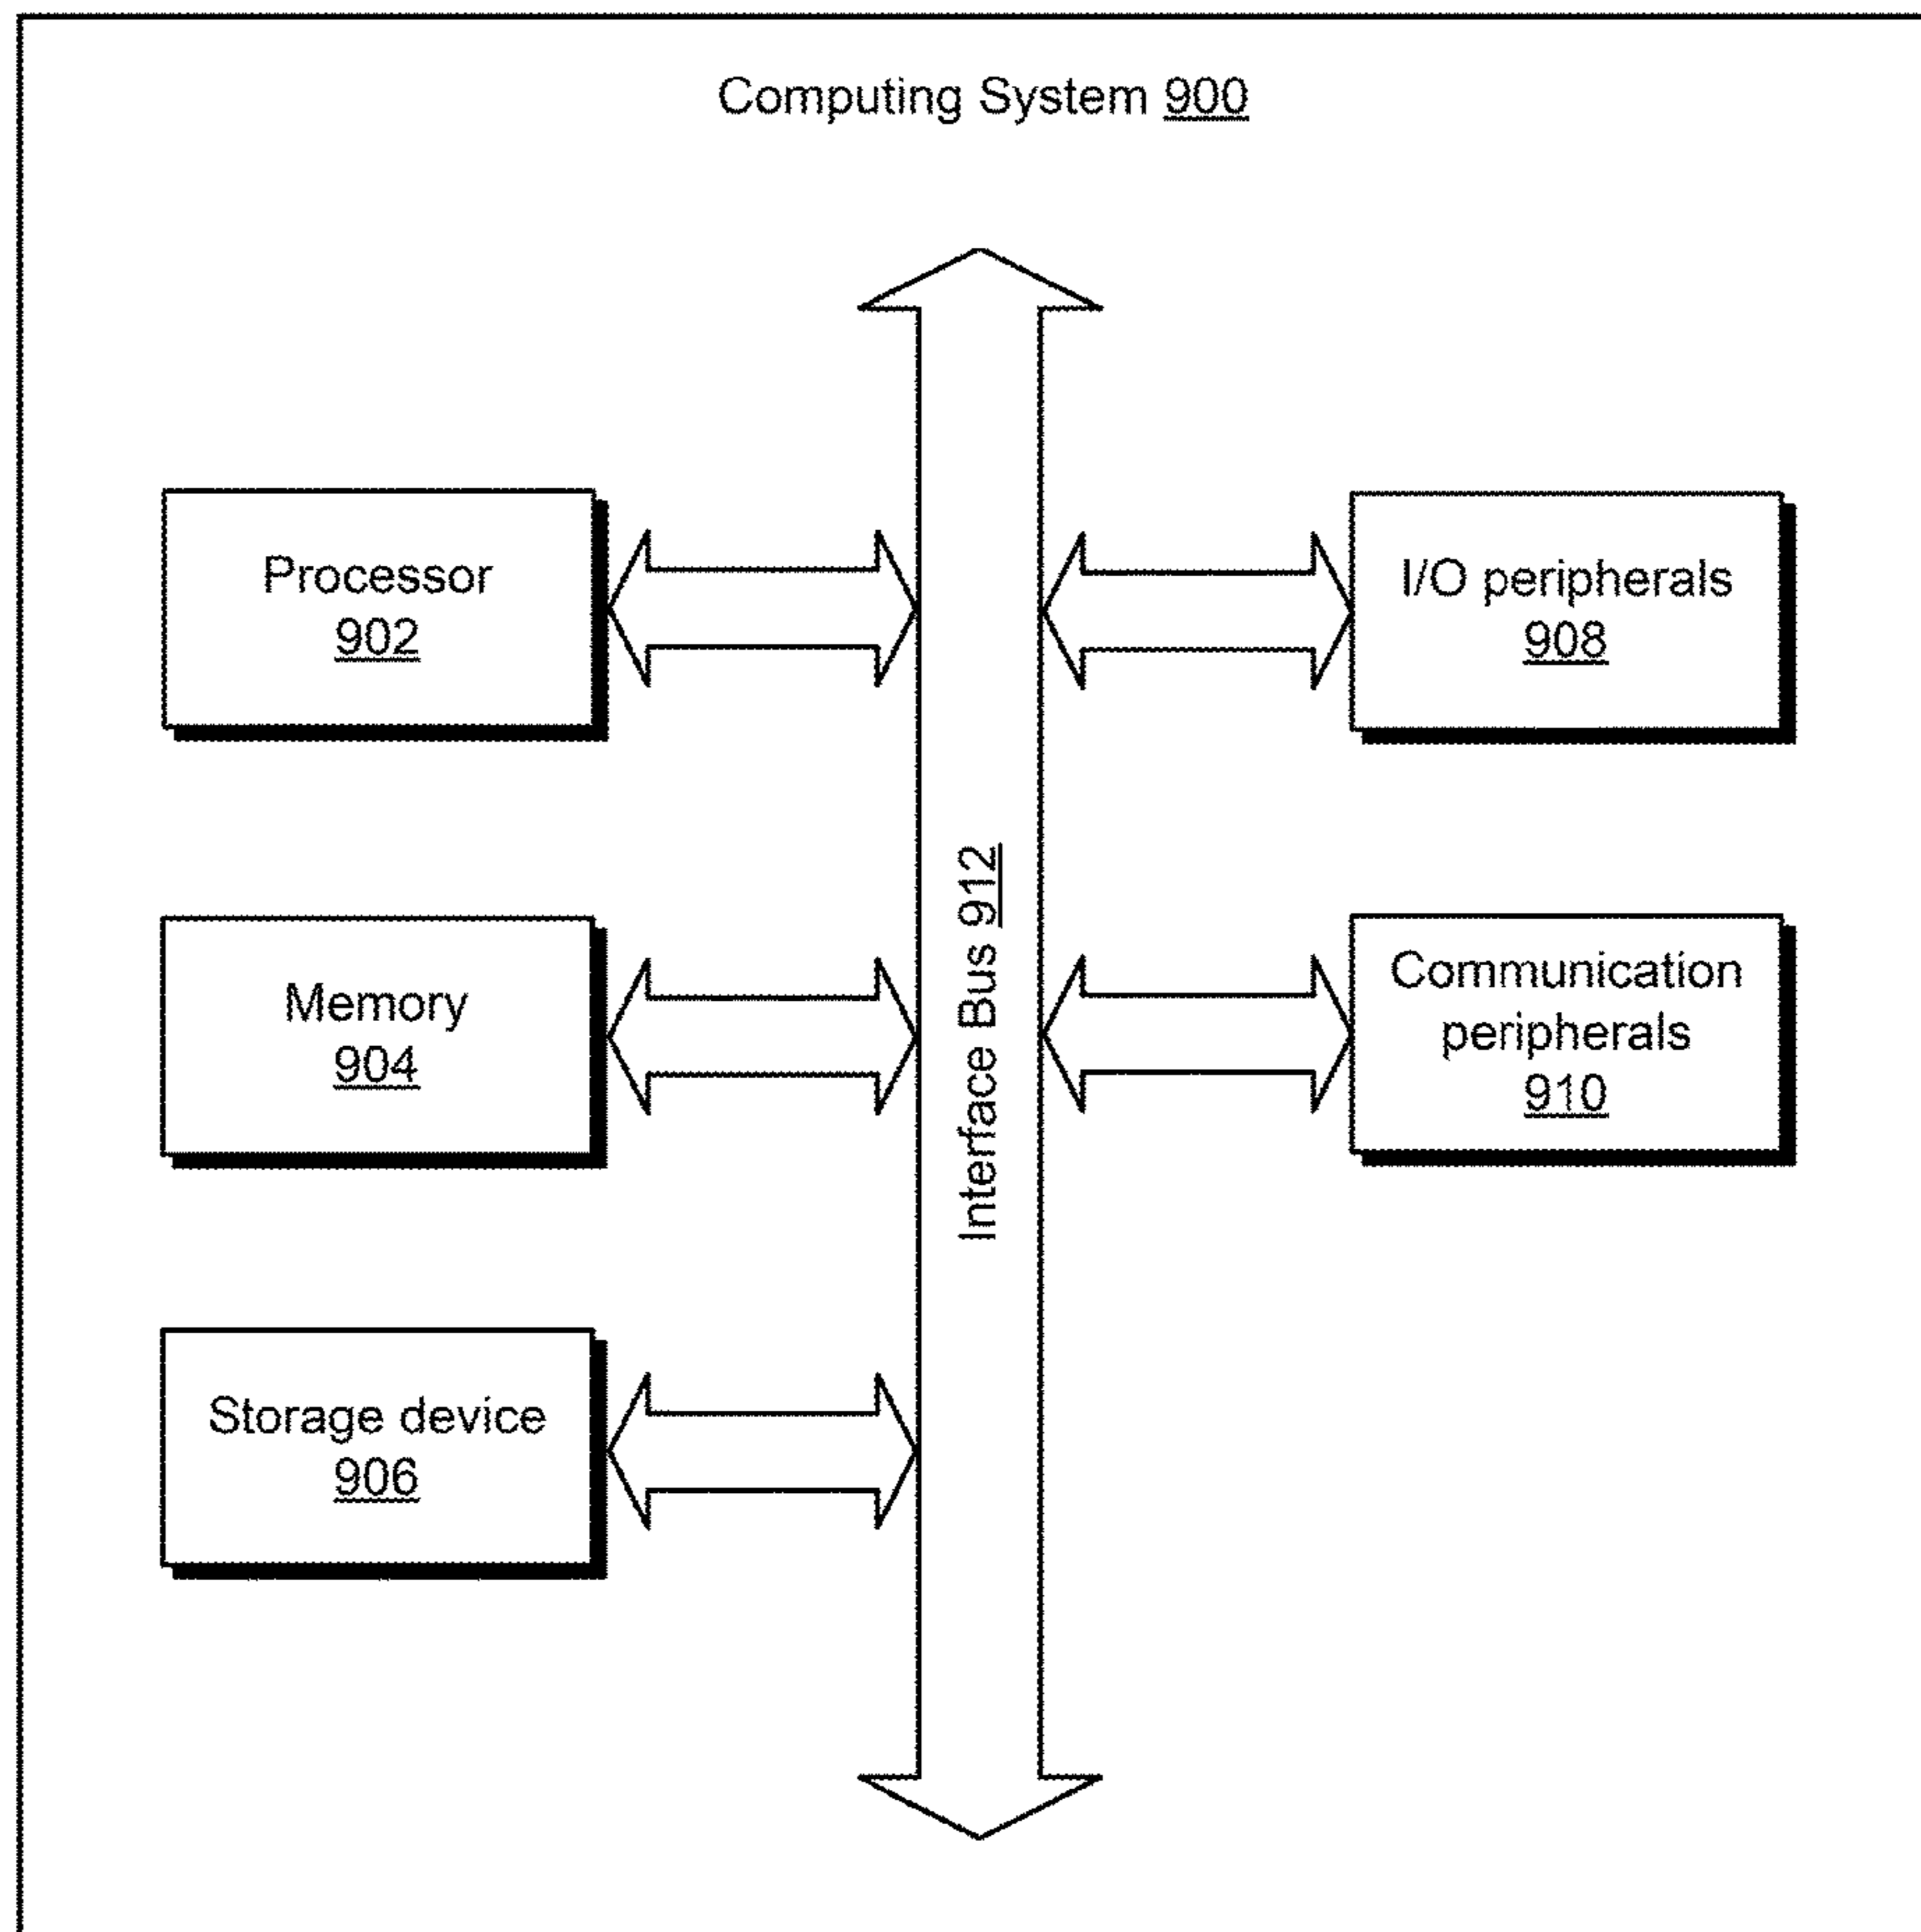 Computing System 900
Processor
902
I/O peripherals
908
Interface Bus 912
Memory
904
Communication
peripherals
910
Storage device
906